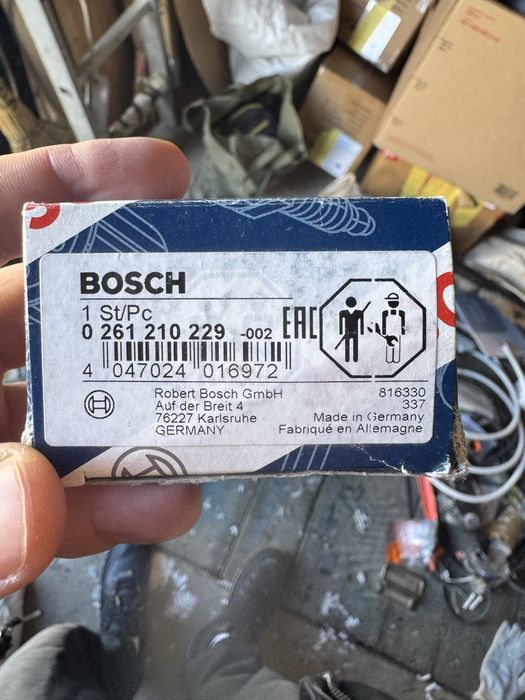 BOSCH
1 St/Pc
0 261 210 229 -002
EAC
4 047024 016972
Robert Bosch GmbH
Auf der Breit 4
76227 Karlsruhe
GERMANY
816330
337
Made in Germany
Fabriqué en Allemagne